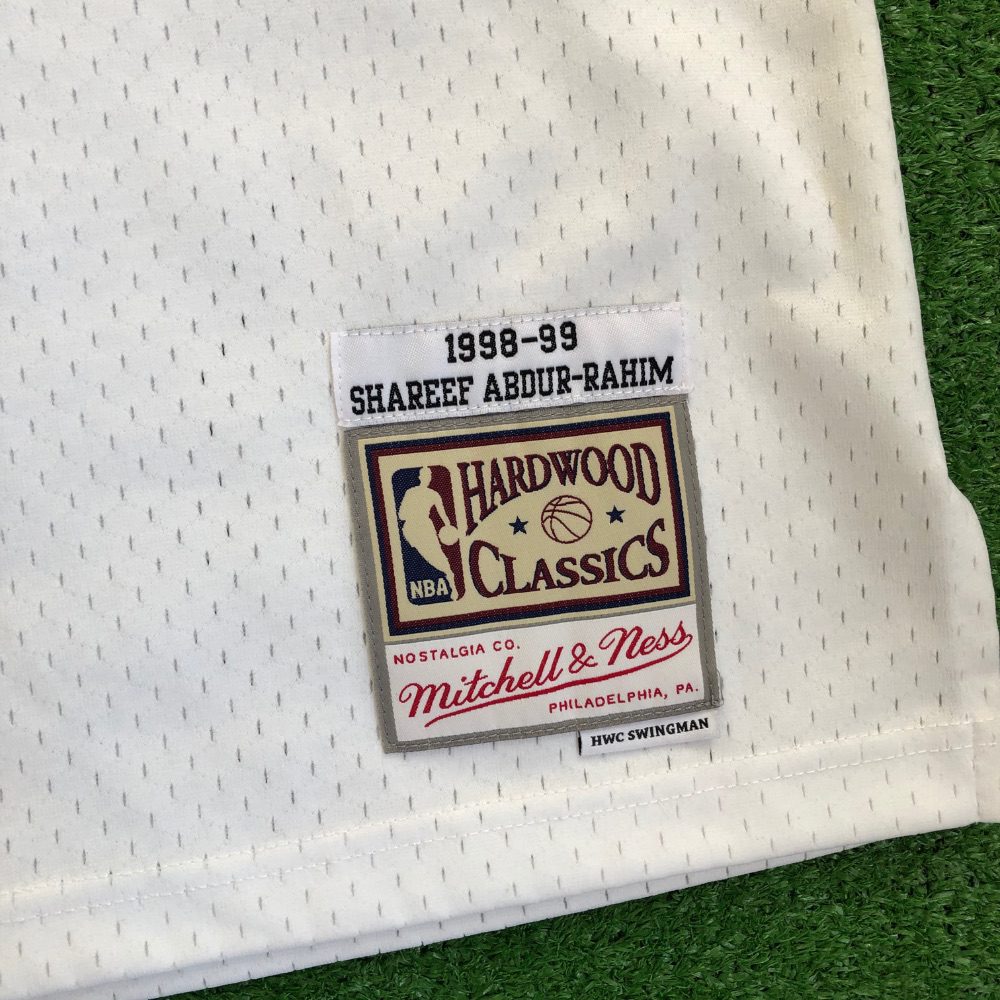 1998-99
SHAREEF ABDUR-RAHIM
HARDWOOD
CLASSICS
NBA
NOSTALGIA CO.
Mitchell & Ness
PHILADELPHIA, PA.
HWC SWINGMAN